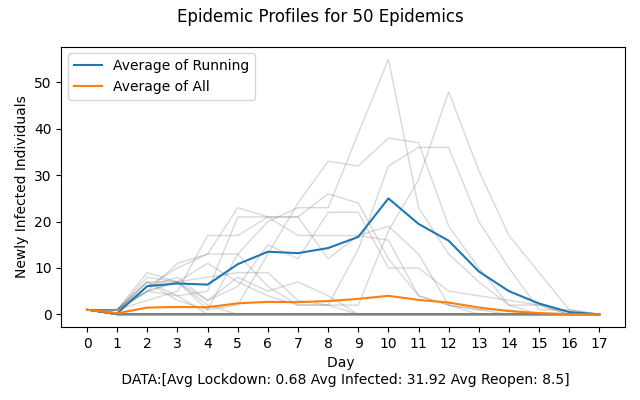 Epidemic Profiles for 50 Epidemics
Average of Running
Average of All
Newly Infected Individuals
50
40
30
20
10
0
0 1 2 3 4 5 6 7 8 9 10 11 12 13 14 15 16 17
Day
DATA:[Avg Lockdown: 0.68 Avg Infected: 31.92 Avg Reopen: 8.5]